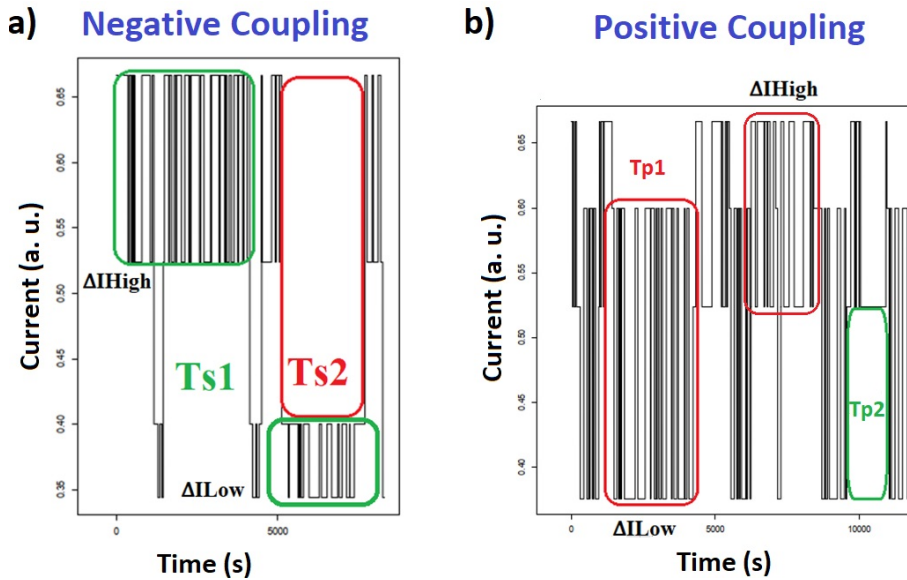 a) Negative Coupling
Current (a. u.)
0.65
0.60
0.55
0.50
0.45
0.40
0.35
ΔIHigh
Ts1
Ts2
ΔILow
0
5000
Time (s)
b) Positive Coupling
ΔIHigh
Current (a. u.)
0.65
0.60
0.55
0.50
0.45
0.40
Tp1
Tp2
ΔILow
0
5000
10000
Time (s)